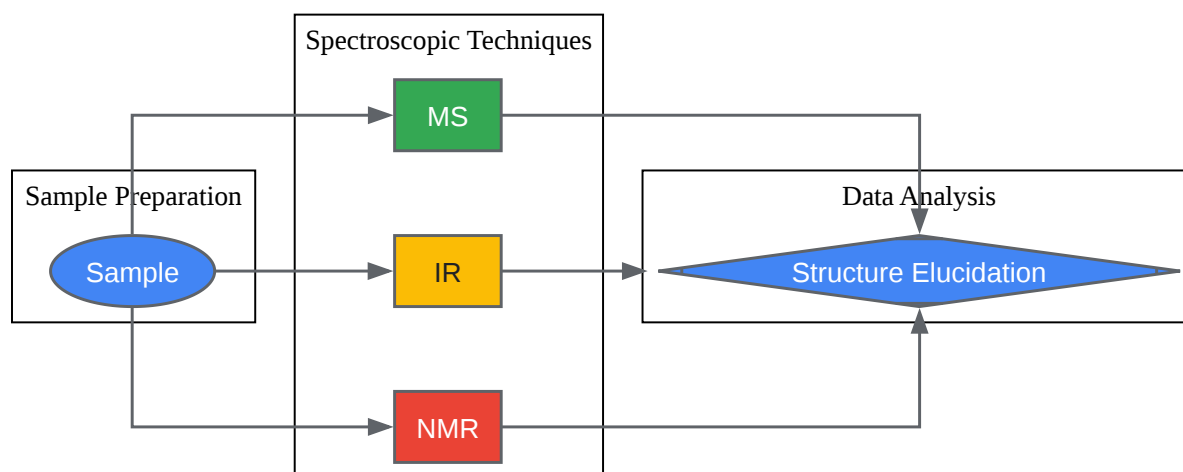 Spectroscopic Techniques
MS
Sample Preparation
Data Analysis
Sample
IR
Structure Elucidation
NMR